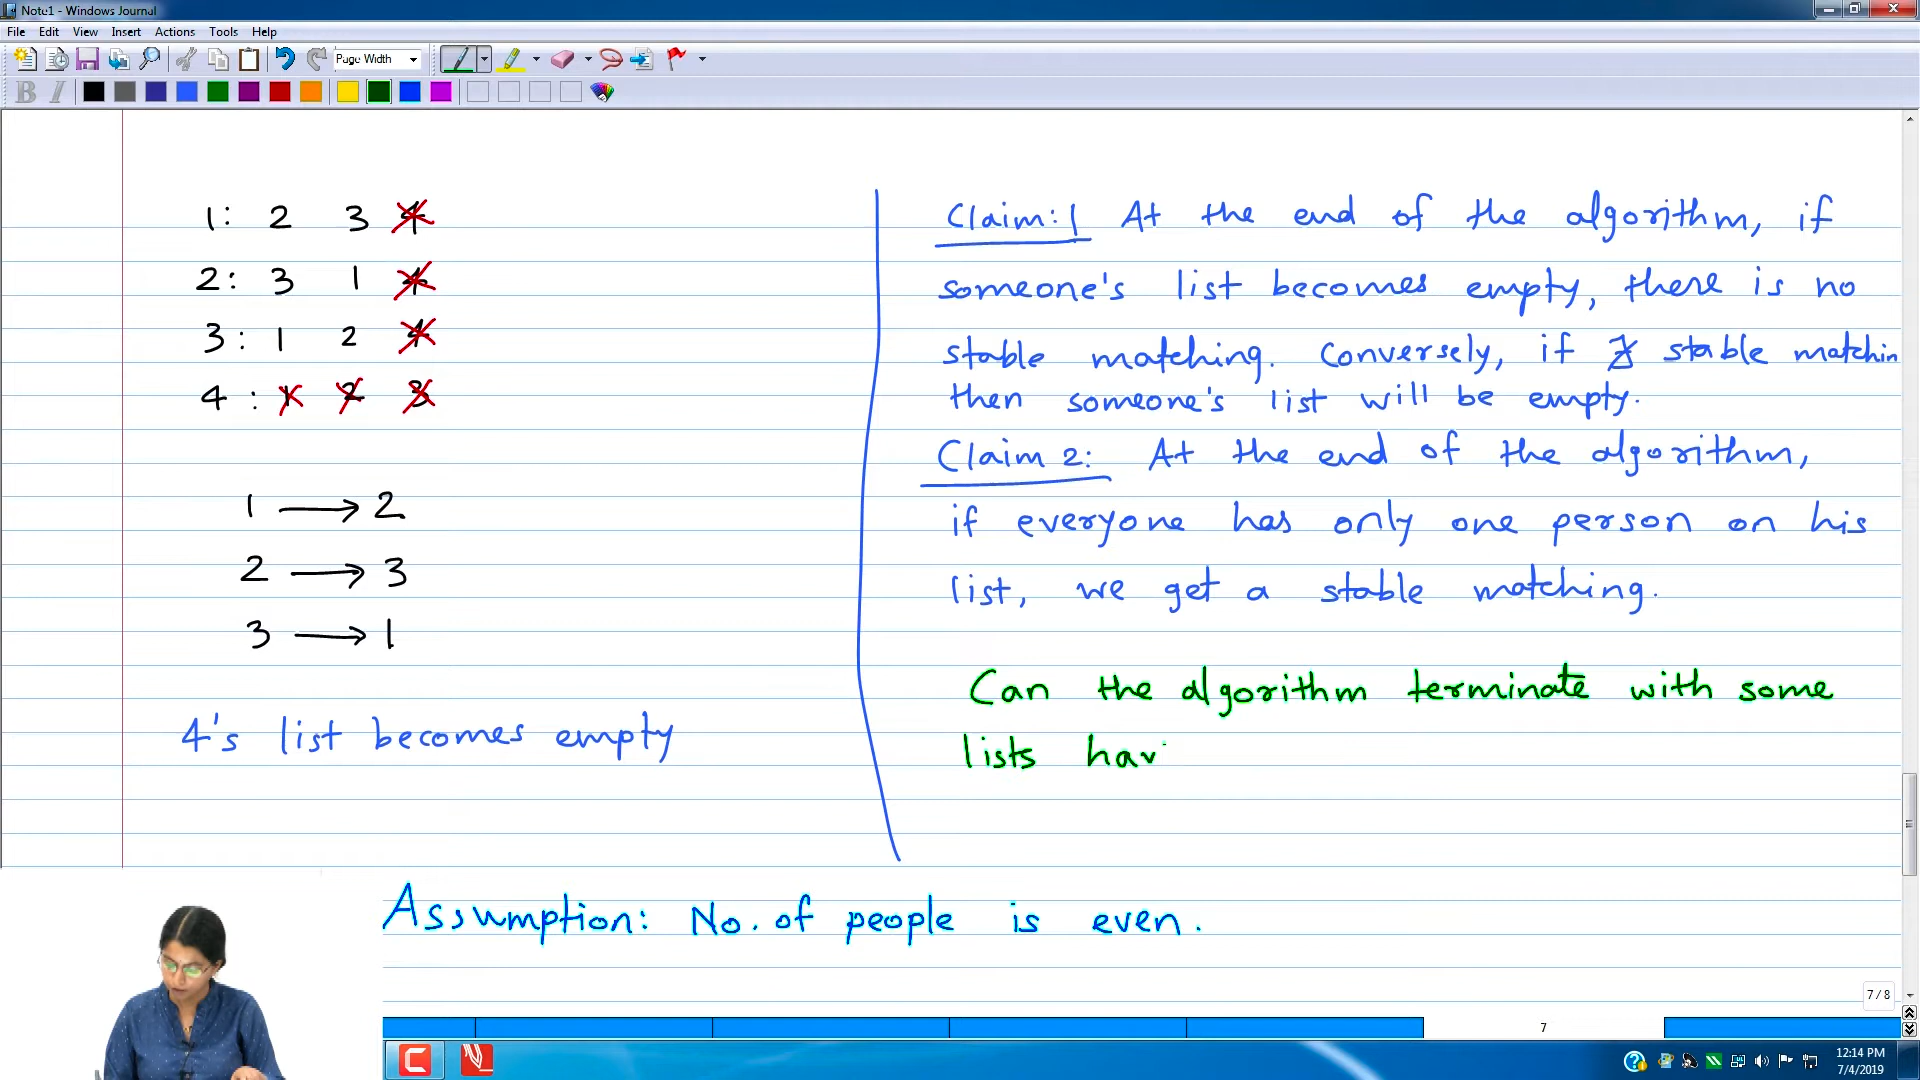 Note1 - Windows Journal
File Edit View Insert Actions Tools Help
Page Width
B I
1: 2 3 4
2: 3 1 4
3: 1 2 4
4: 1 2 3
1 → 2
2 → 3
3 → 1
4's list becomes empty
Claim:1 At the end of the algorithm, if
someone's list becomes empty, there is no
stable matching. Conversely, if ∄ stable matchin
then someone's list will be empty.
Claim 2: At the end of the algorithm,
if everyone has only one person on his
list, we get a stable matching.
Can the algorithm terminate with some
lists hav
Assumption: No. of people is even.
7 / 8
7
12:14 PM
7/4/2019